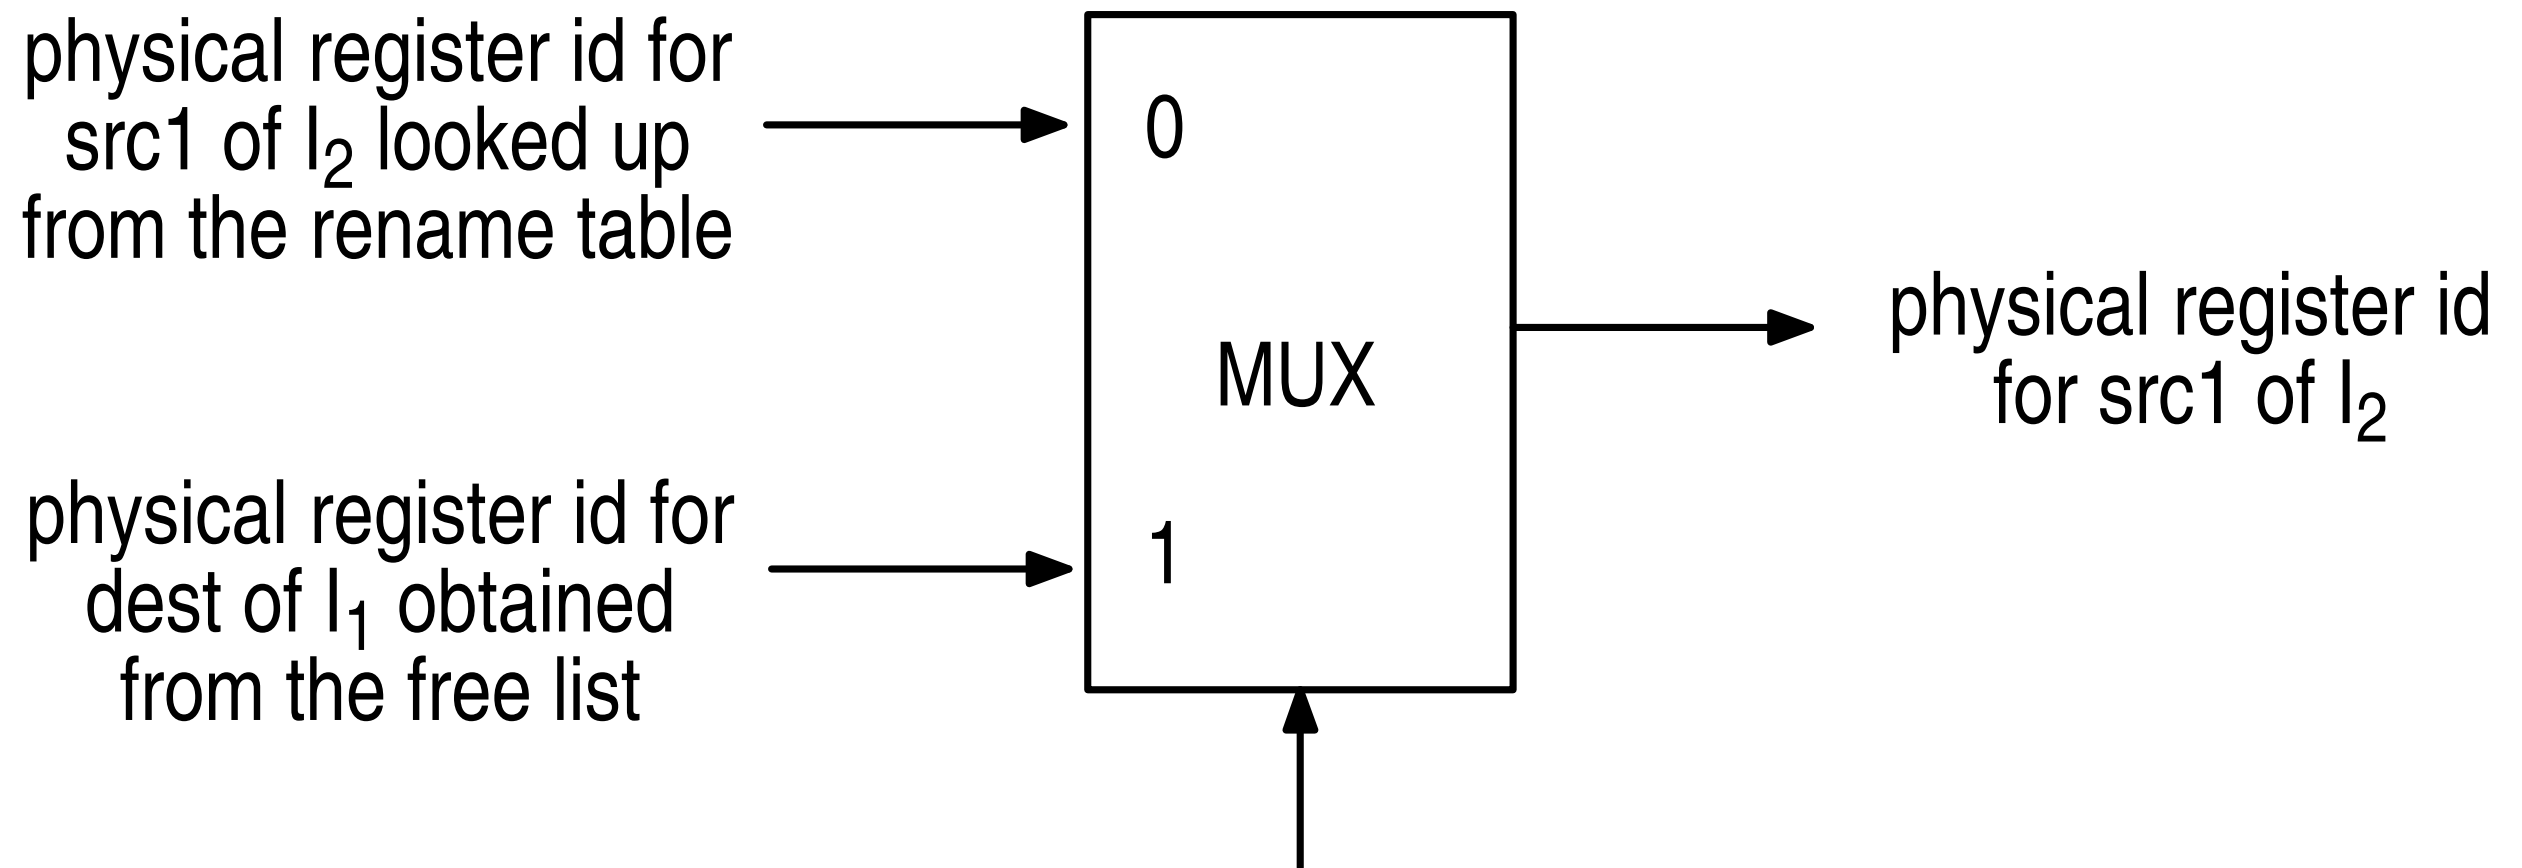 physical register id for
src1 of I₂ looked up
from the rename table
0
MUX
physical register id
for src1 of I₂
physical register id for
dest of I₁ obtained
from the free list
1